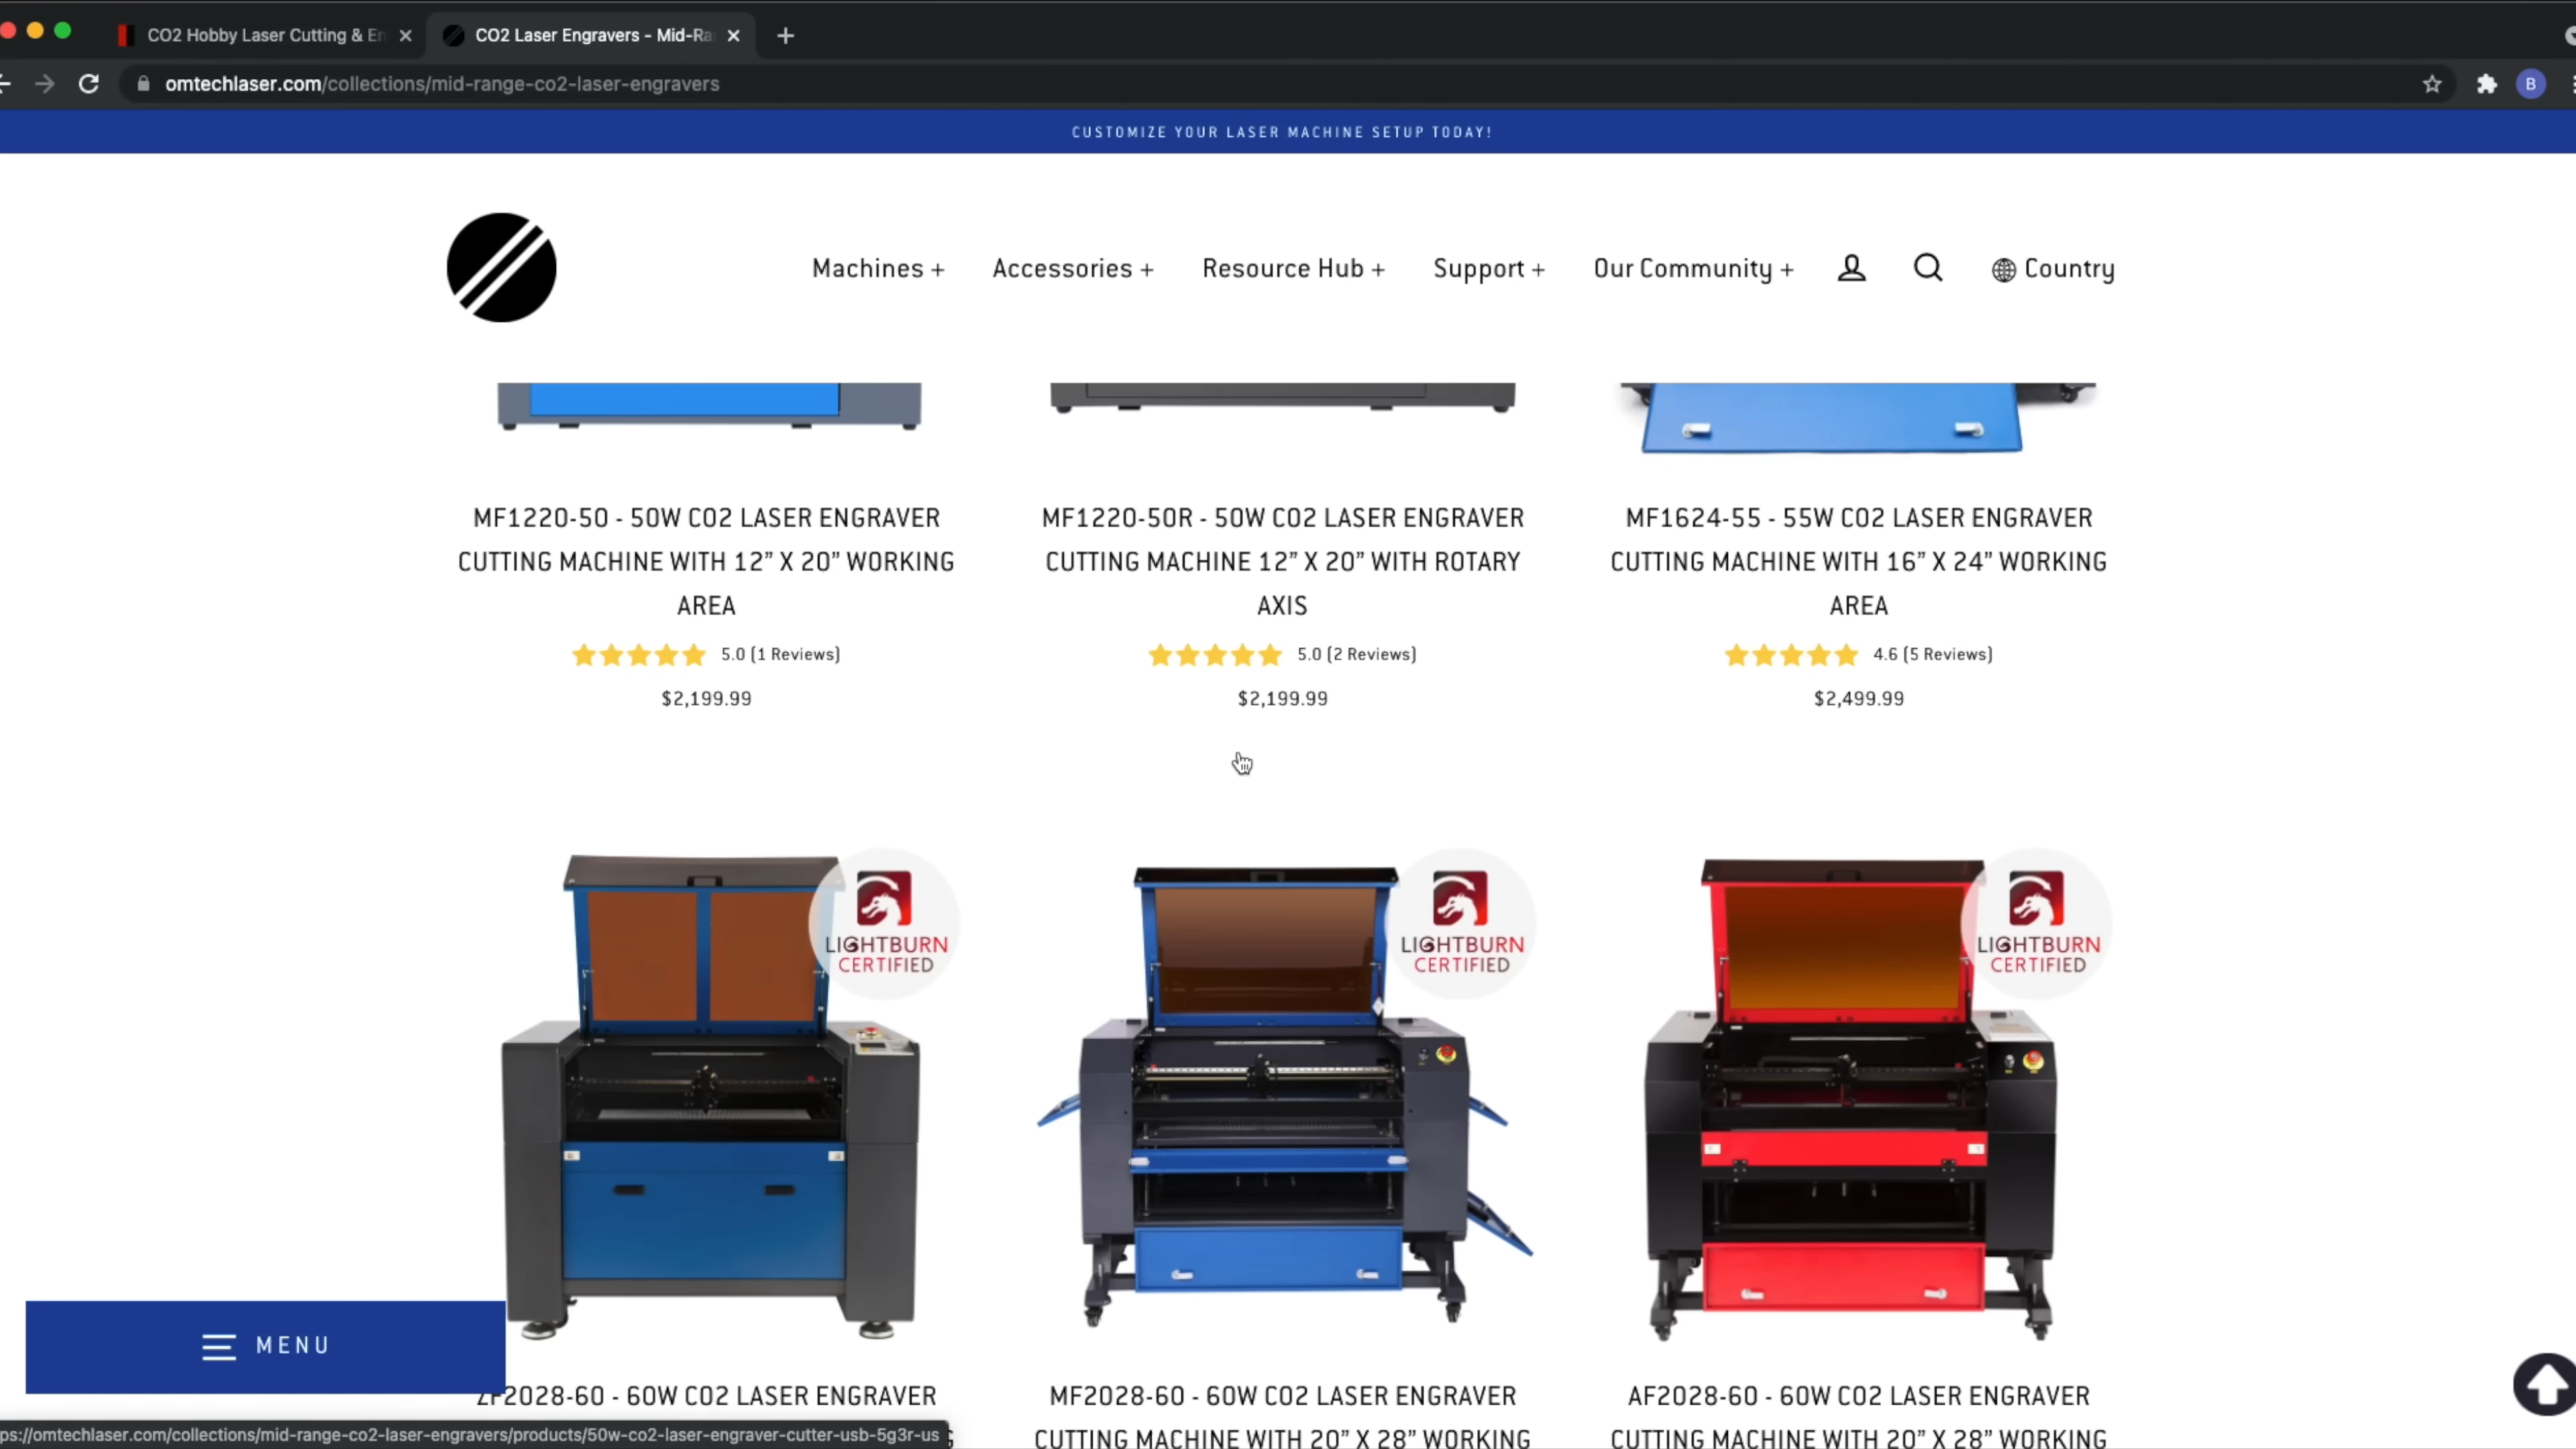 CO2 Hobby Laser Cutting & En
CO2 Laser Engravers - Mid-Ra
omtechlaser.com/collections/mid-range-co2-laser-engravers
B
CUSTOMIZE YOUR LASER MACHINE SETUP TODAY!
Machines + Accessories + Resource Hub + Support + Our Community + Country
MF1220-50 - 50W CO2 LASER ENGRAVER
CUTTING MACHINE WITH 12” X 20” WORKING
AREA
5.0 (1 Reviews)
$2,199.99
MF1220-50R - 50W CO2 LASER ENGRAVER
CUTTING MACHINE 12” X 20” WITH ROTARY
AXIS
5.0 (2 Reviews)
$2,199.99
MF1624-55 - 55W CO2 LASER ENGRAVER
CUTTING MACHINE WITH 16” X 24” WORKING
AREA
4.6 (5 Reviews)
$2,499.99
LIGHTBURN
CERTIFIED
LIGHTBURN
CERTIFIED
LIGHTBURN
CERTIFIED
MENU
ZF2028-60 - 60W CO2 LASER ENGRAVER
MF2028-60 - 60W CO2 LASER ENGRAVER
CUTTING MACHINE WITH 20” X 28” WORKING
AF2028-60 - 60W CO2 LASER ENGRAVER
CUTTING MACHINE WITH 20” X 28” WORKING
ps://omtechlaser.com/collections/mid-range-co2-laser-engravers/products/50w-co2-laser-engraver-cutter-usb-5g3r-us